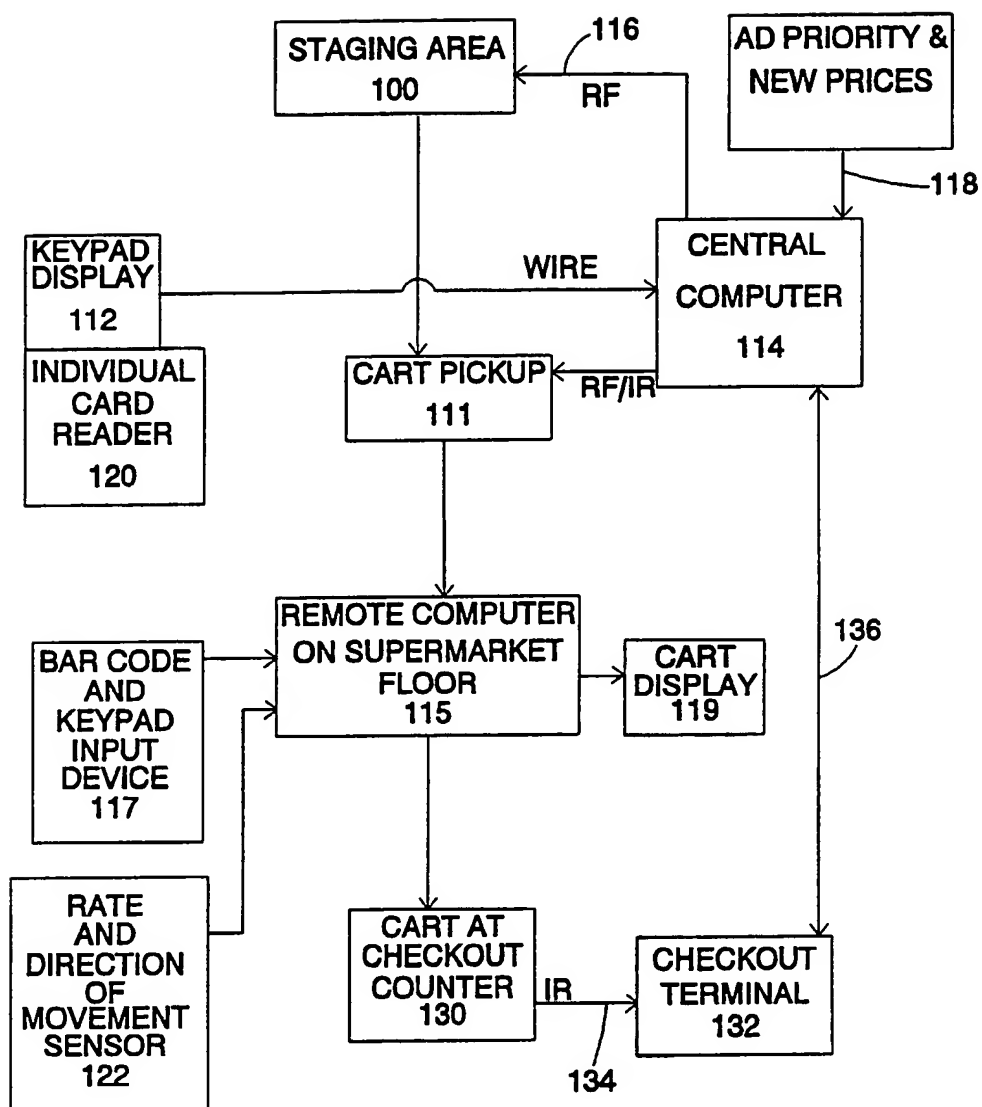 STAGING AREA
100
116
RF
AD PRIORITY &
NEW PRICES
118
KEYPAD
DISPLAY
112
WIRE
CENTRAL
COMPUTER
114
INDIVIDUAL
CARD
READER
120
CART PICKUP
111
RF/IR
REMOTE COMPUTER
ON SUPERMARKET
FLOOR
115
BAR CODE
AND
KEYPAD
INPUT
DEVICE
117
CART
DISPLAY
119
136
RATE
AND
DIRECTION
OF
MOVEMENT
SENSOR
122
CART AT
CHECKOUT
COUNTER
130
IR
134
CHECKOUT
TERMINAL
132